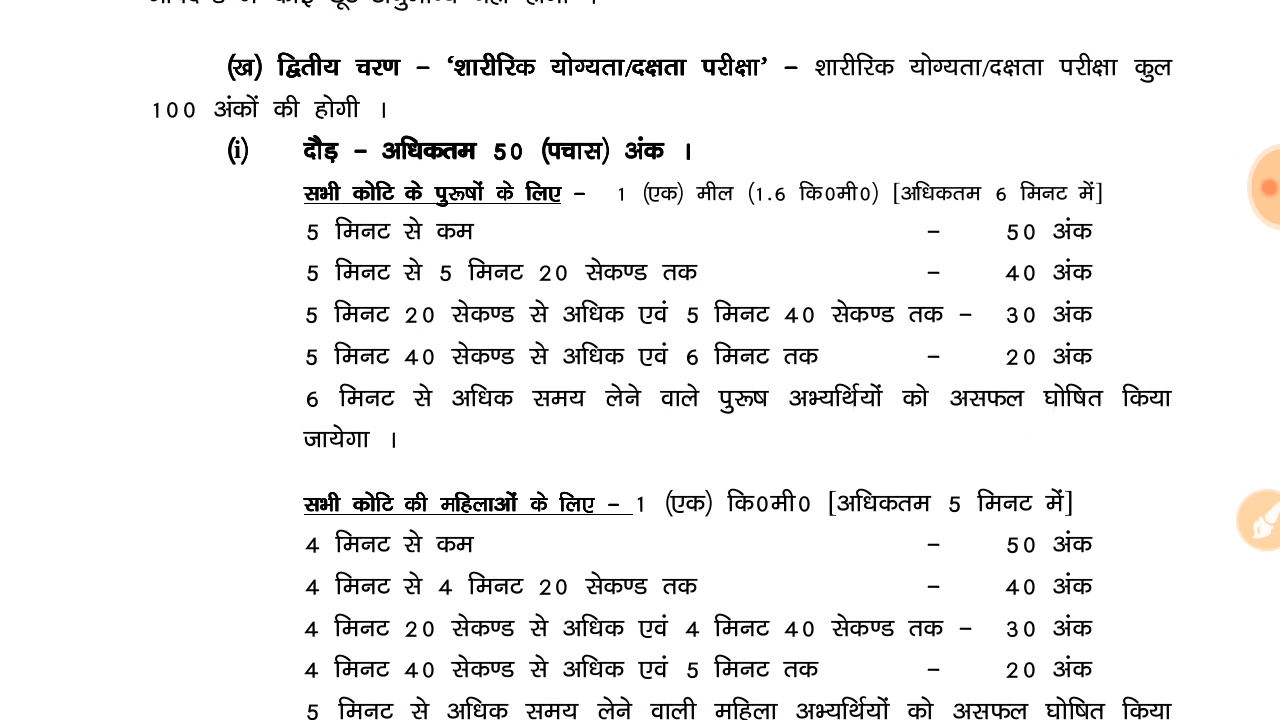 (ख) द्वितीय चरण – ‘शारीरिक योग्यता/दक्षता परीक्षा’ – शारीरिक योग्यता/दक्षता परीक्षा कुल
100 अंकों की होगी ।
(i) दौड़ – अधिकतम 50 (पचास) अंक ।
सभी कोटि के पुरूषों के लिए – 1 (एक) मील (1.6 कि0मी0) [अधिकतम 6 मिनट में]
5 मिनट से कम – 50 अंक
5 मिनट से 5 मिनट 20 सेकण्ड तक – 40 अंक
5 मिनट 20 सेकण्ड से अधिक एवं 5 मिनट 40 सेकण्ड तक – 30 अंक
5 मिनट 40 सेकण्ड से अधिक एवं 6 मिनट तक – 20 अंक
6 मिनट से अधिक समय लेने वाले पुरूष अभ्यर्थियों को असफल घोषित किया
जायेगा ।
सभी कोटि की महिलाओं के लिए – 1 (एक) कि0मी0 [अधिकतम 5 मिनट में]
4 मिनट से कम – 50 अंक
4 मिनट से 4 मिनट 20 सेकण्ड तक – 40 अंक
4 मिनट 20 सेकण्ड से अधिक एवं 4 मिनट 40 सेकण्ड तक – 30 अंक
4 मिनट 40 सेकण्ड से अधिक एवं 5 मिनट तक – 20 अंक
5 मिनट से अधिक समय लेने वाली महिला अभ्यर्थियों को असफल घोषित किया